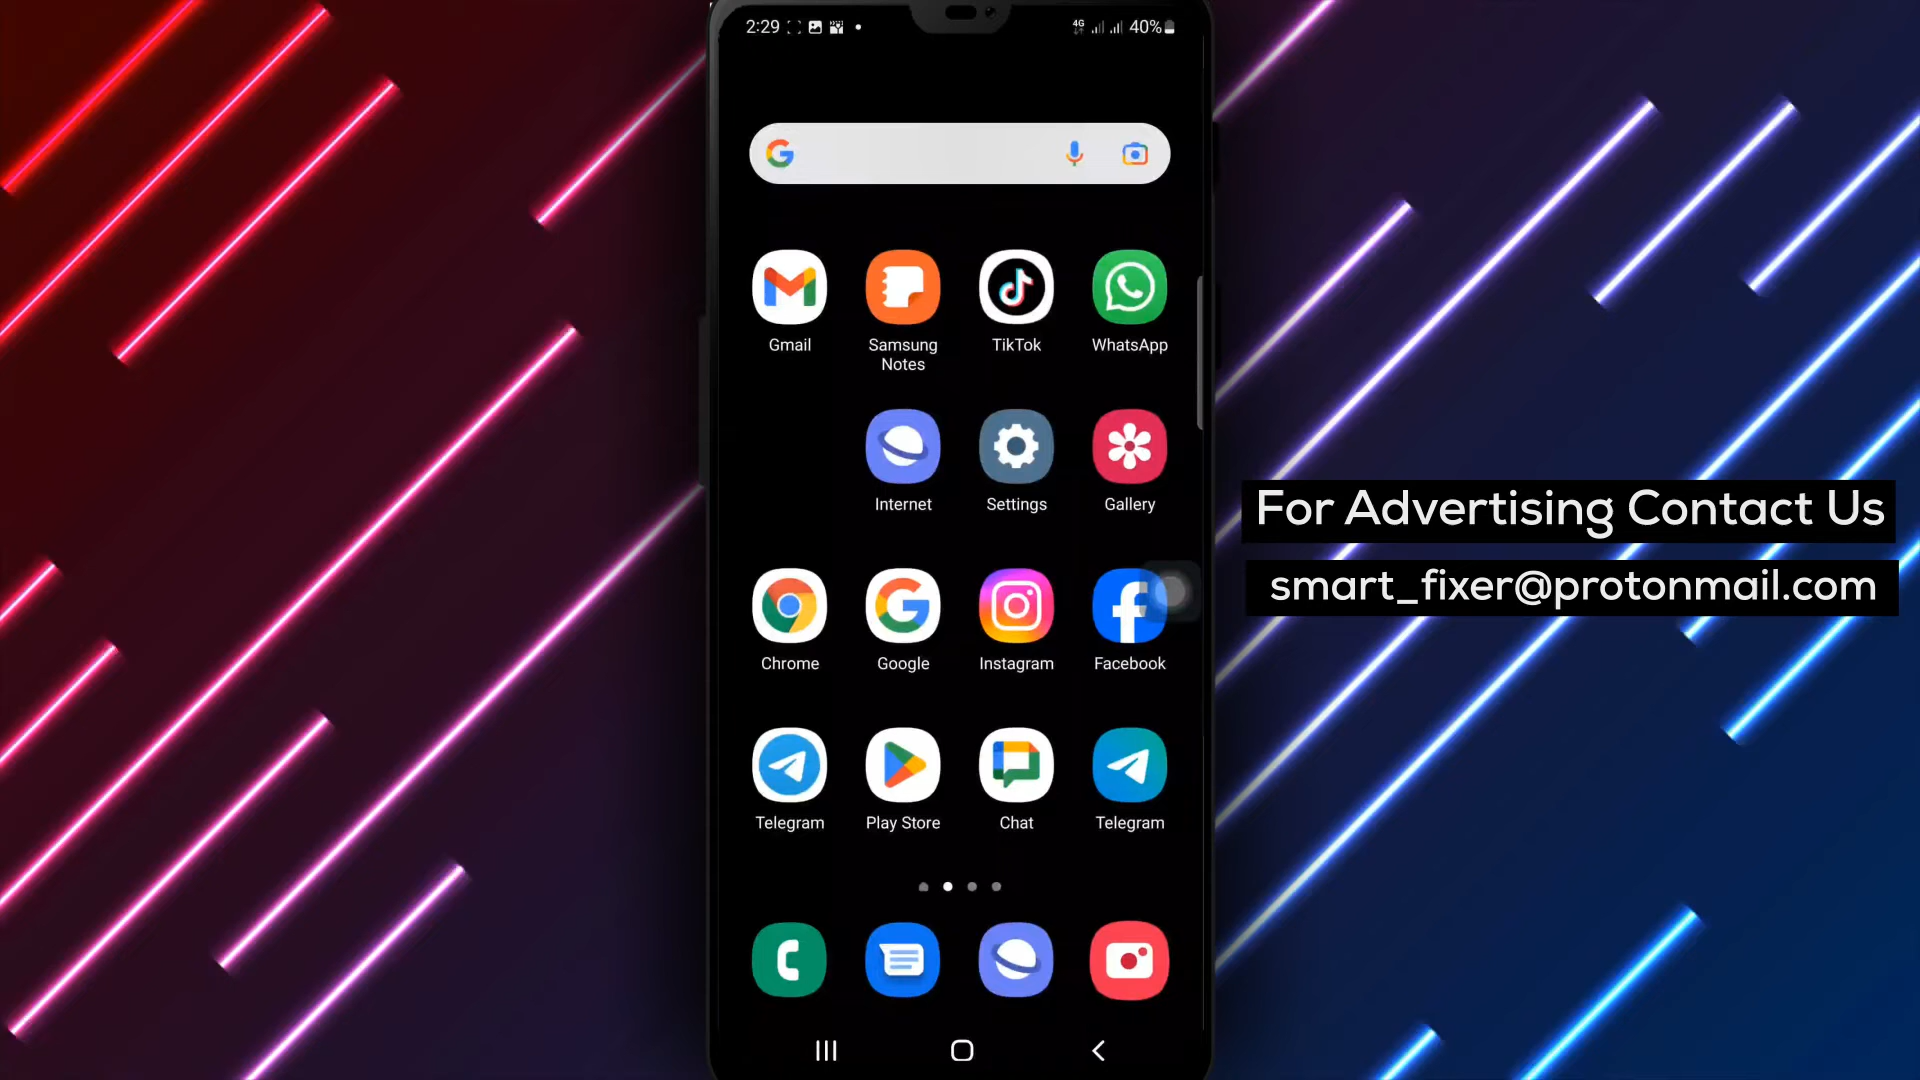 2:29
4G 40%
Gmail
Samsung
Notes
TikTok
WhatsApp
Internet
Settings
Gallery
For Advertising Contact Us
smart_fixer@protonmail.com
Chrome
Google
Instagram
Facebook
Telegram
Play Store
Chat
Telegram